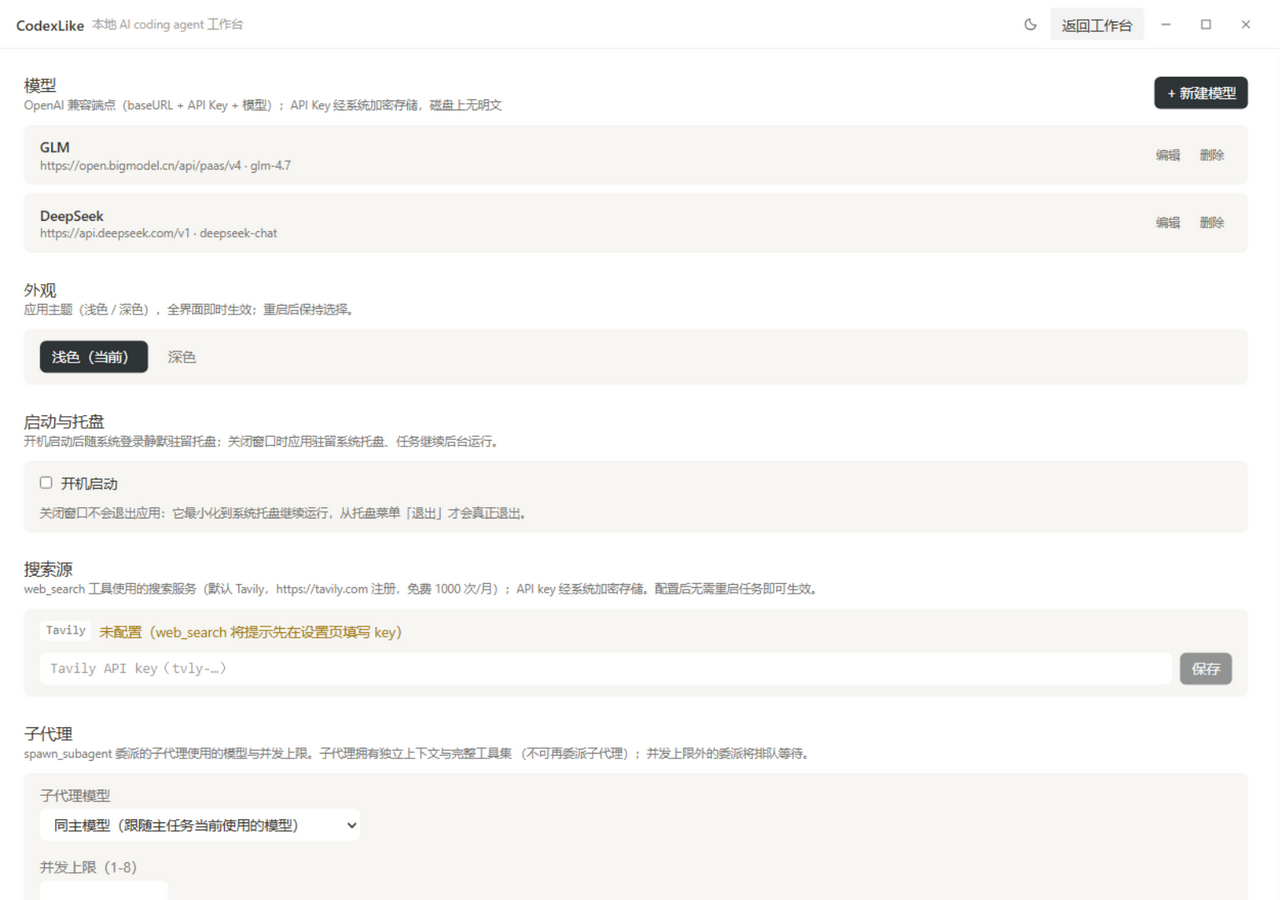 CodexLike 本地 AI coding agent 工作台
返回工作台
模型
OpenAI 兼容端点（baseURL + API Key + 模型）；API Key 经系统加密存储，磁盘上无明文
+ 新建模型
GLM
https://open.bigmodel.cn/api/paas/v4 · glm-4.7
编辑 删除
DeepSeek
https://api.deepseek.com/v1 · deepseek-chat
编辑 删除
外观
应用主题（浅色 / 深色），全界面即时生效；重启后保持选择。
浅色（当前） 深色
启动与托盘
开机启动后随系统登录静默驻留托盘；关闭窗口时应用驻留系统托盘、任务继续后台运行。
开机启动
关闭窗口不会退出应用：它最小化到系统托盘继续运行，从托盘菜单「退出」才会真正退出。
搜索源
web_search 工具使用的搜索服务（默认 Tavily，https://tavily.com 注册，免费 1000 次/月）；API key 经系统加密存储。配置后无需重启任务即可生效。
Tavily 未配置（web_search 将提示先在设置页填写 key）
Tavily API key（tvly-…）
保存
子代理
spawn_subagent 委派的子代理使用的模型与并发上限。子代理拥有独立上下文与完整工具集 （不可再委派子代理）；并发上限外的委派将排队等待。
子代理模型
同主模型（跟随主任务当前使用的模型）
并发上限（1-8）